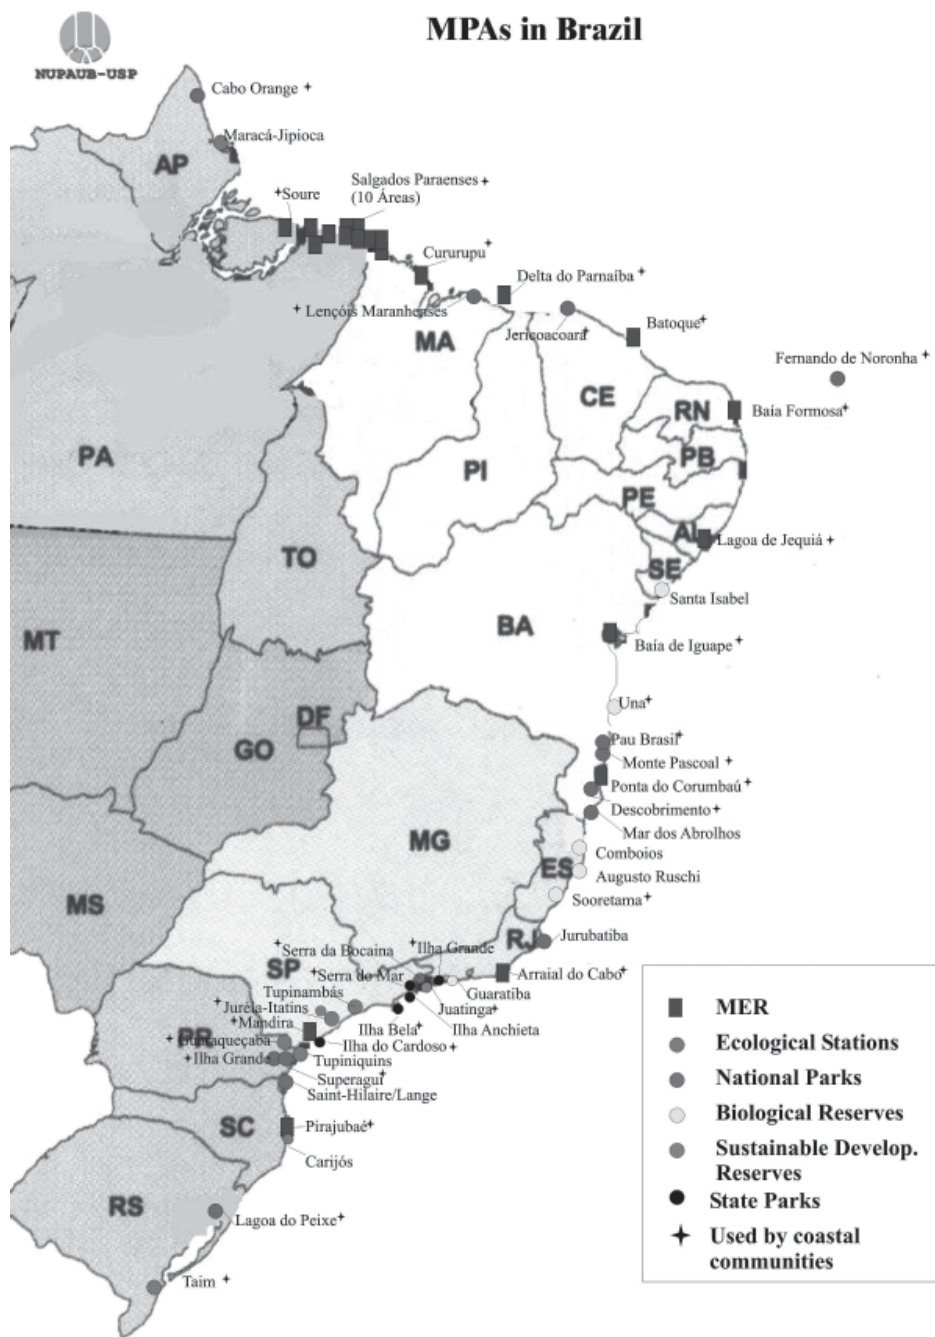 MPAs in Brazil
NUPAUB-USP
Cabo Orange
Maracá-Jipioca
AP
Soure
Salgados Paraenses
(10 Áreas)
Cururupu
Delta do Parnaíba
Lençóis Maranhenses
Jericoacoara
Batoque
Fernando de Noronha
MA
CE
RN
Baía Formosa
PA
PI
PB
PE
AL
Lagoa de Jequiá
TO
SE
Santa Isabel
MT
BA
Baía de Iguape
Una
DF
GO
Pau Brasil
Monte Pascoal
Ponta do Corumbaú
Descobrimento
Mar dos Abrolhos
MG
Comboios
ES
Augusto Ruschi
MS
Sooretama
RJ
Jurubatiba
Serra da Bocaina
Ilha Grande
SP
Serra do Mar
Arraial do Cabo
Guaratiba
Tupinambás
Juatinga
Juréia-Itatins
Ilha Bela
Ilha Anchieta
Mandira
PR
Guaraqueçaba
Ilha do Cardoso
Ilha Grande
Tupiniquins
Superagui
Saint-Hilaire/Lange
SC
Pirajubaé
Carijós
RS
Lagoa do Peixe
Taim
MER
Ecological Stations
National Parks
Biological Reserves
Sustainable Develop.
Reserves
State Parks
Used by coastal
communities